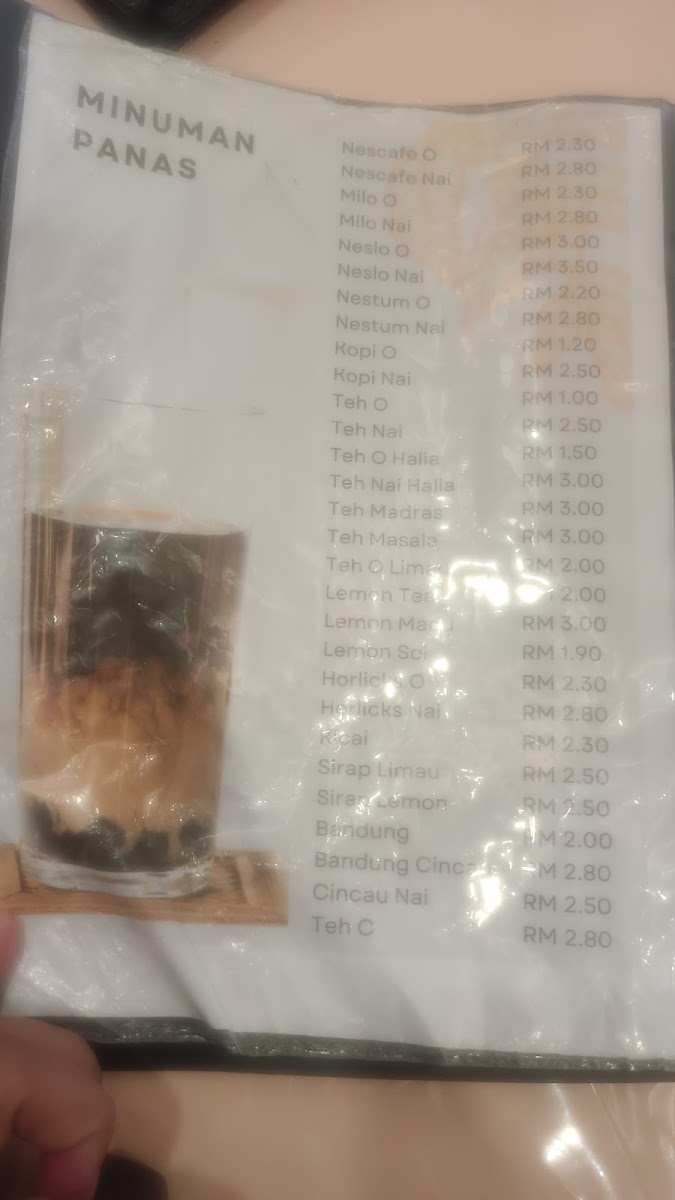 MINUMAN
PANAS
Nescafe O RM 2.30
Nescafe Nai RM 2.80
Milo O RM 2.30
Milo Nai RM 2.80
Neslo O RM 3.00
Neslo Nai RM 3.50
Nestum O RM 2.20
Nestum Nai RM 2.80
Kopi O RM 1.20
Kopi Nai RM 2.50
Teh O RM 1.00
Teh Nai RM 2.50
Teh O Halia RM 1.50
Teh Nai Halia RM 3.00
Teh Madras RM 3.00
Teh Masala RM 3.00
Teh O Lim RM 2.00
Lemon Tea 2.00
Lemon Madu RM 3.00
Lemon Soi RM 1.90
Horlicks O RM 2.30
Horlicks Nai RM 2.80
RM 2.30
Sirap Limau RM 2.50
Sirap Lemon RM 2.50
Bandung RM 2.00
Bandung Cincau RM 2.80
Cincau Nai RM 2.50
Teh C RM 2.80